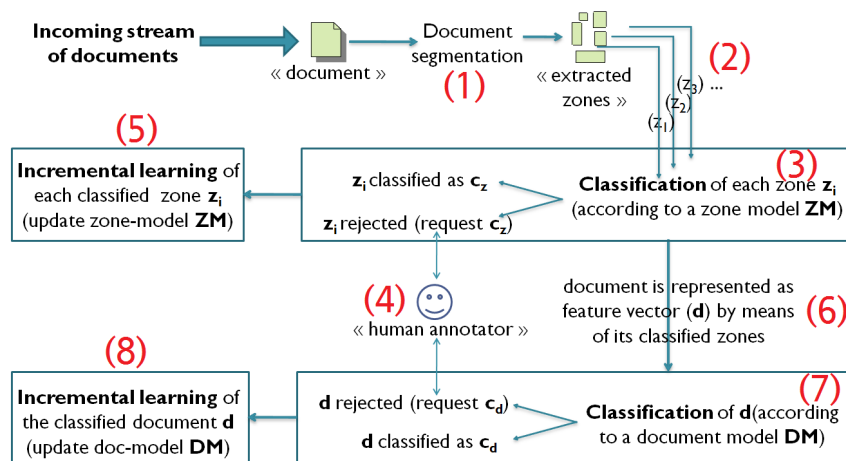 Incoming stream
of documents
« document »
Document
segmentation
(1)
« extracted
zones »
(2)
(z1)
(z2)
(z3) ...
(3)
Classification of each zone zi
(according to a zone model ZM)
zi classified as cz
zi rejected (request cz)
(5)
Incremental learning of
each classified zone zi
(update zone-model ZM)
(4)
« human annotator »
document is represented as
feature vector (d) by means
of its classified zones
(6)
(7)
Classification of d(according
to a document model DM)
d rejected (request cd)
d classified as cd
(8)
Incremental learning of
the classified document d
(update doc-model DM)